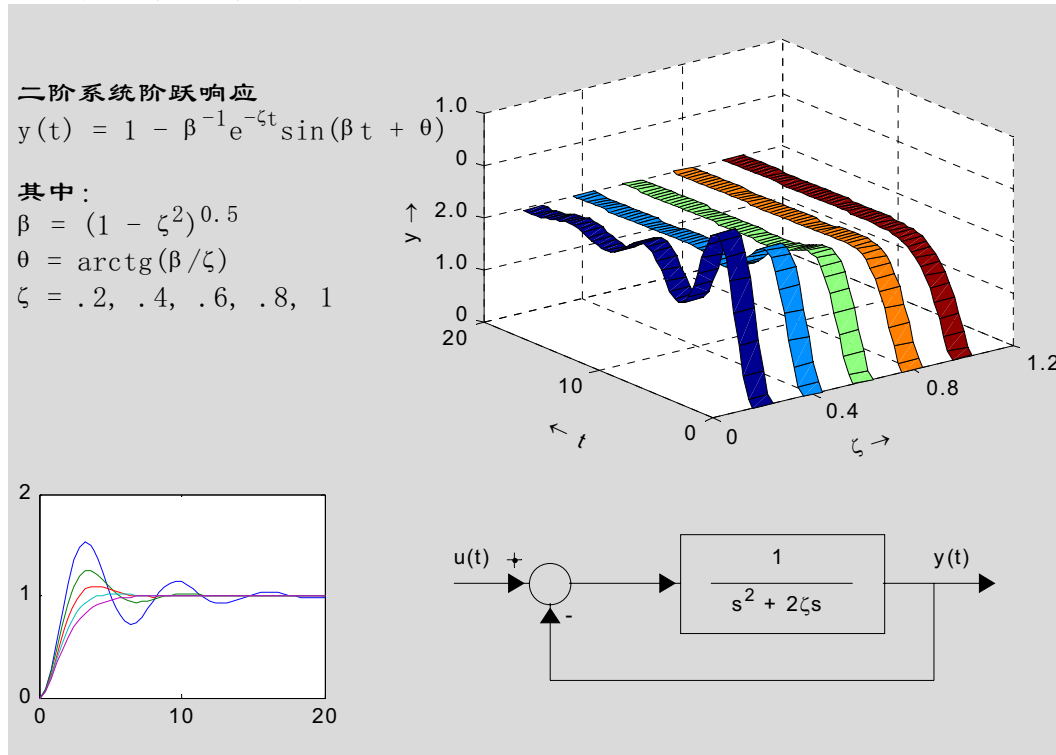 二阶系统阶跃响应
y(t) = 1 - β⁻¹e⁻ζᵗsin(βt + θ)
其中:
β = (1 - ζ²)⁰·⁵
θ = arctg(β/ζ)
ζ = .2, .4, .6, .8, 1
1.0
0
2.0
1.0
0
y →
20
10
0
← t
0
0.4
0.8
1.2
ζ →
2
1
0
0
10
20
u(t)
+
-
1
s² + 2ζs
y(t)